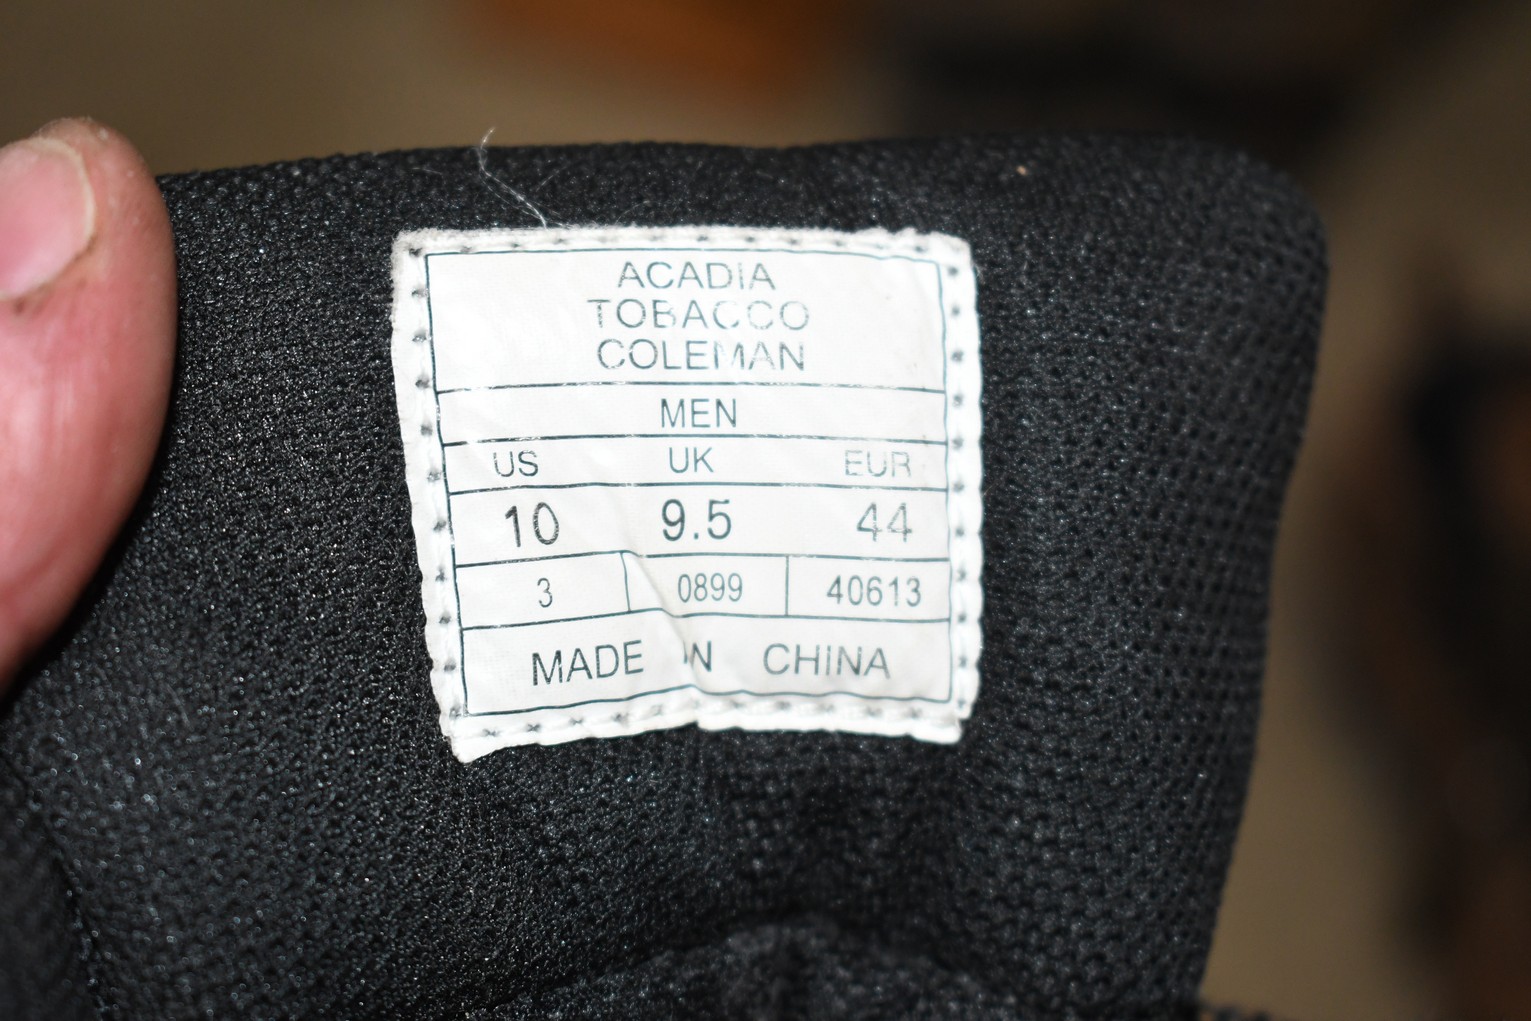 ACADIA
TOBACCO
COLEMAN
MEN
US UK EUR
10 9.5 44
3 0899 40613
MADE IN CHINA